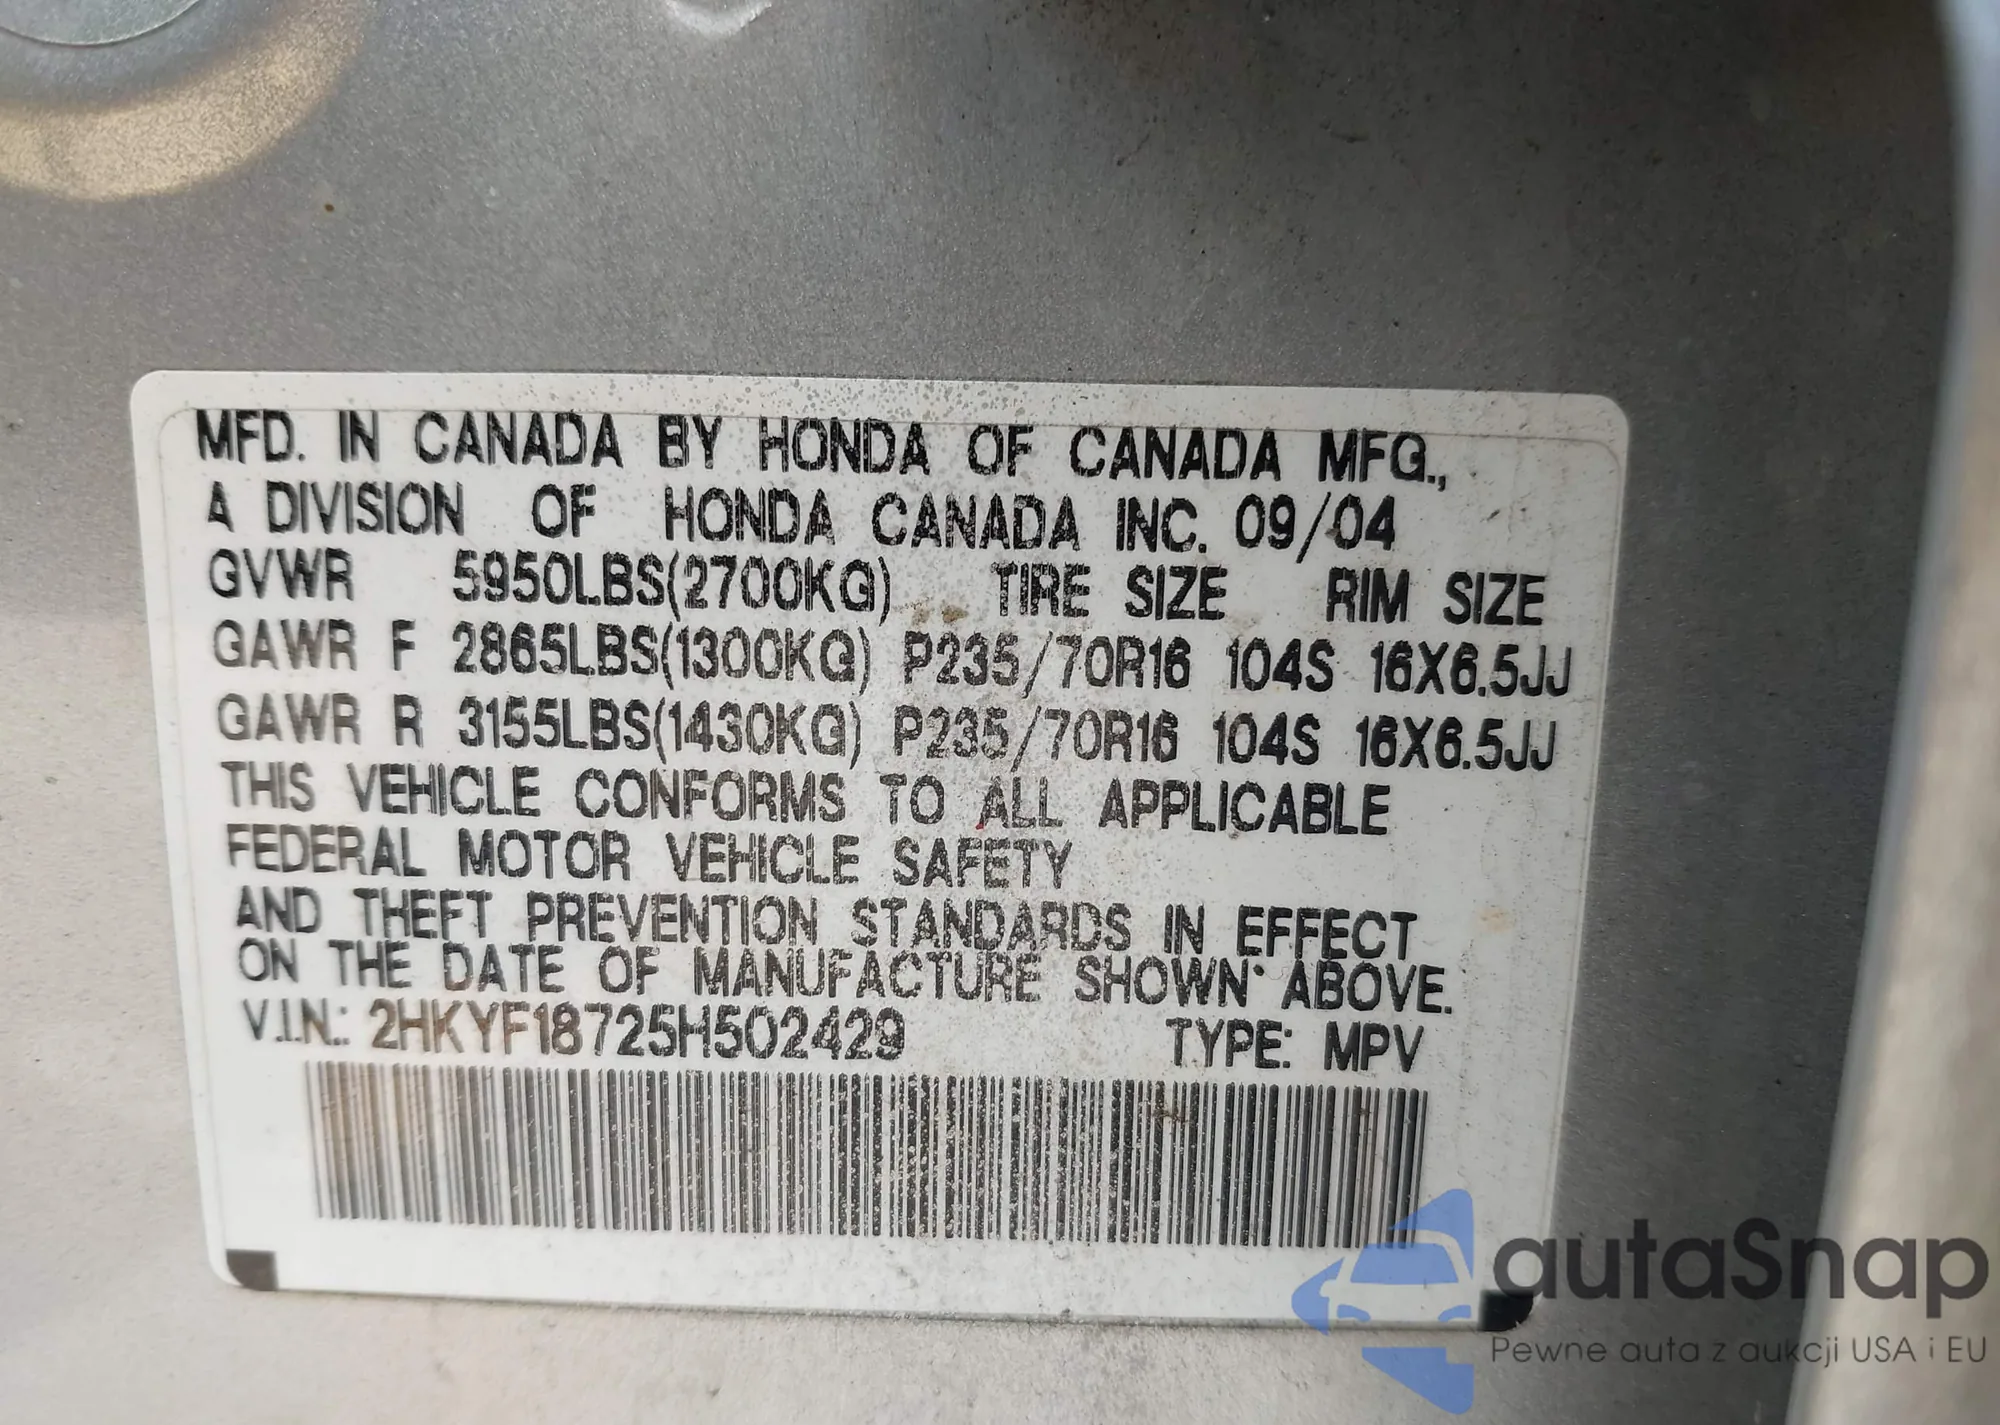 MFD. IN CANADA BY HONDA OF CANADA MFG.,
A DIVISION OF HONDA CANADA INC. 09/04
GVWR 5950LBS(2700KG) TIRE SIZE RIM SIZE
GAWR F 2865LBS(1300KG) P235/70R16 104S 16X6.5JJ
GAWR R 3155LBS(1430KG) P235/70R16 104S 16X6.5JJ
THIS VEHICLE CONFORMS TO ALL APPLICABLE
FEDERAL MOTOR VEHICLE SAFETY
AND THEFT PREVENTION STANDARDS IN EFFECT
ON THE DATE OF MANUFACTURE SHOWN ABOVE.
V.I.N.: 2HKYF18725H502429 TYPE: MPV
autaSnap
Pewne auta z aukcji USA i EU